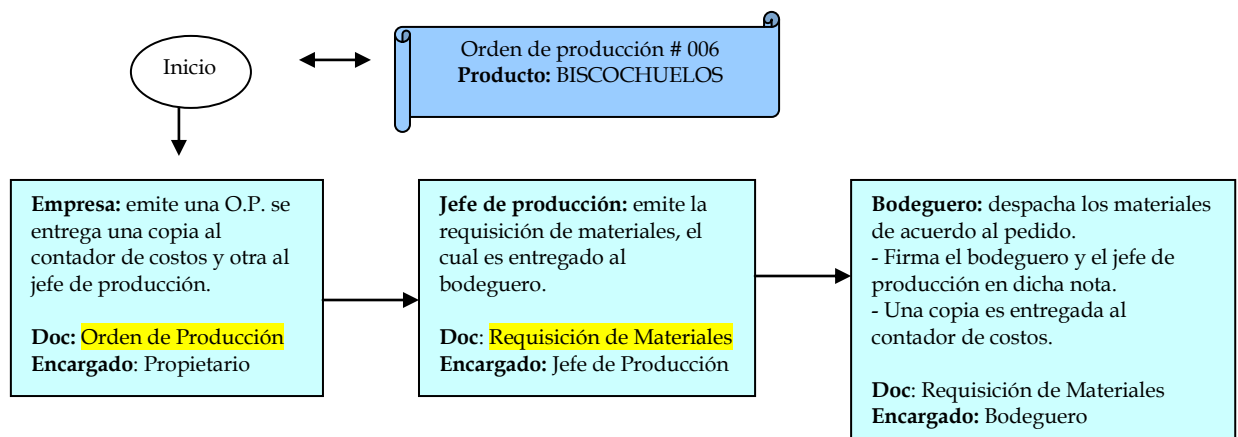 Inicio
Orden de producción # 006
Producto: BISCOCHUELOS
Empresa: emite una O.P. se
entrega una copia al
contador de costos y otra al
jefe de producción.
Doc: Orden de Producción
Encargado: Propietario
Jefe de producción: emite la
requisición de materiales, el
cual es entregado al
bodeguero.
Doc: Requisición de Materiales
Encargado: Jefe de Producción
Bodeguero: despacha los materiales
de acuerdo al pedido.
- Firma el bodeguero y el jefe de
producción en dicha nota.
- Una copia es entregada al
contador de costos.
Doc: Requisición de Materiales
Encargado: Bodeguero